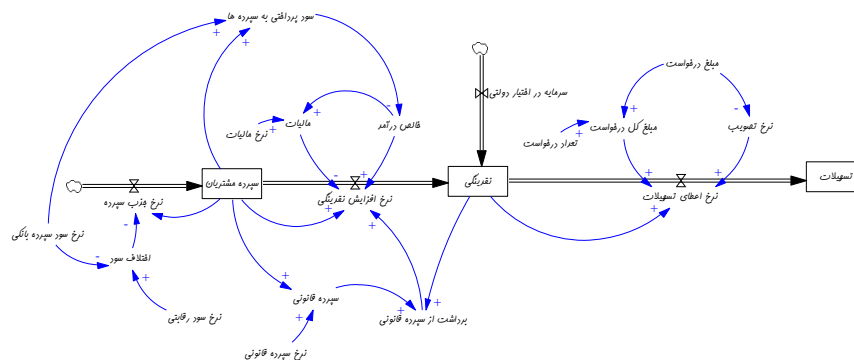 سود پرداختی به سپرده ها
سرمایه در اختیار دولتی
مبلغ درخواست
مالیات
نرخ مالیات
خالص درآمد
مبلغ کل درخواست
تعداد درخواست
نرخ تصویب
سپرده مشتریان
نقدینگی
تسهیلات
نرخ جذب سپرده
نرخ افزایش نقدینگی
نرخ اعطای تسهیلات
نرخ سود سپرده بانکی
اختلاف سود
نرخ سود رقابتی
سپرده قانونی
برداشت از سپرده قانونی
نرخ سپرده قانونی